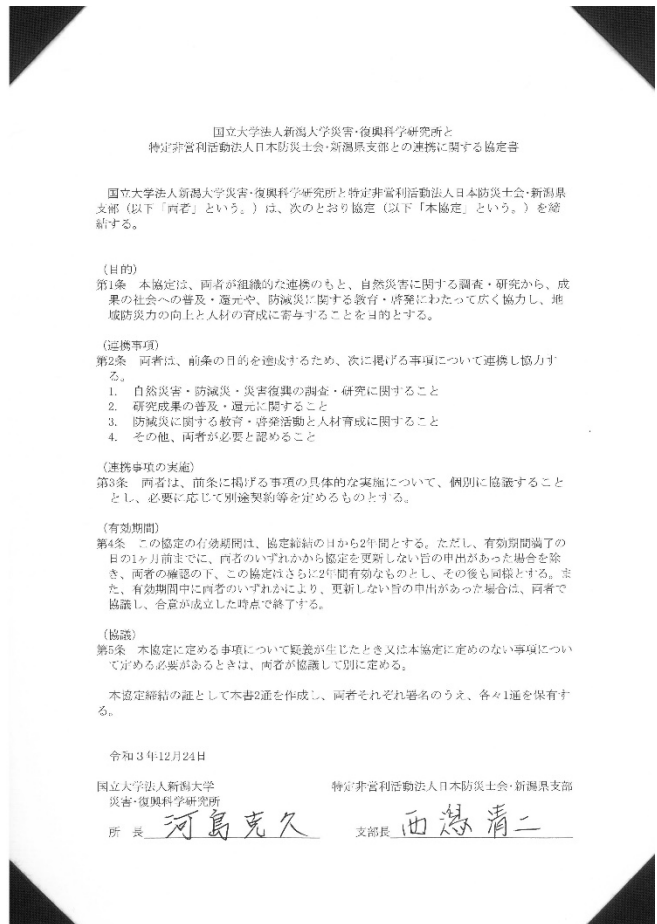 国立大学法人新潟大学災害・復興科学研究所と
特定非営利活動法人日本防災士会・新潟県支部との連携に関する協定書
国立大学法人新潟大学災害・復興科学研究所と特定非営利活動法人日本防災士会・新潟県
支部（以下「両者」という。）は、次のとおり協定（以下「本協定」という。）を締
結する。
（目的）
第1条　本協定は、両者が組織的な連携のもと、自然災害に関する調査・研究から、成
果の社会への普及・還元や、防減災に関する教育・啓発にわたって広く協力し、地
域防災力の向上と人材の育成に寄与することを目的とする。
（連携事項）
第2条　両者は、前条の目的を達成するため、次に掲げる事項について連携し協力す
る。
1.　自然災害・防減災・災害復興の調査・研究に関すること
2.　研究成果の普及・還元に関すること
3.　防減災に関する教育・啓発活動と人材育成に関すること
4.　その他、両者が必要と認めること
（連携事項の実施）
第3条　両者は、前条に掲げる事項の具体的な実施について、個別に協議すること
とし、必要に応じて別途契約等を定めるものとする。
（有効期間）
第4条　この協定の有効期間は、協定締結の日から2年間とする。ただし、有効期間満了の
日の1ヶ月前までに、両者のいずれかから協定を更新しない旨の申出があった場合を除
き、両者の確認の下、この協定はさらに2年間有効なものとし、その後も同様とする。ま
た、有効期間中に両者のいずれかにより、更新しない旨の申出があった場合は、両者で
協議し、合意が成立した時点で終了する。
（協議）
第5条　本協定に定める事項について疑義が生じたとき又は本協定に定めのない事項につい
て定める必要があるときは、両者が協議して別に定める。
本協定締結の証として本書2通を作成し、両者それぞれ署名のうえ、各々1通を保有す
る。
令和3年12月24日
国立大学法人新潟大学
災害・復興科学研究所
所　長　河島克久
特定非営利活動法人日本防災士会・新潟県支部
支部長　西潟清二